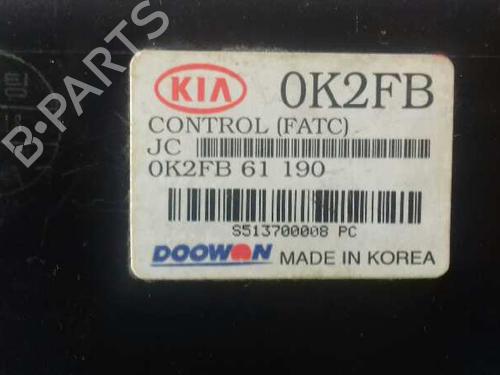 B-PARTS
KIA 0K2FB
CONTROL (FATC)
JC
0K2FB 61 190
S513700008 PC
DOOWON MADE IN KOREA